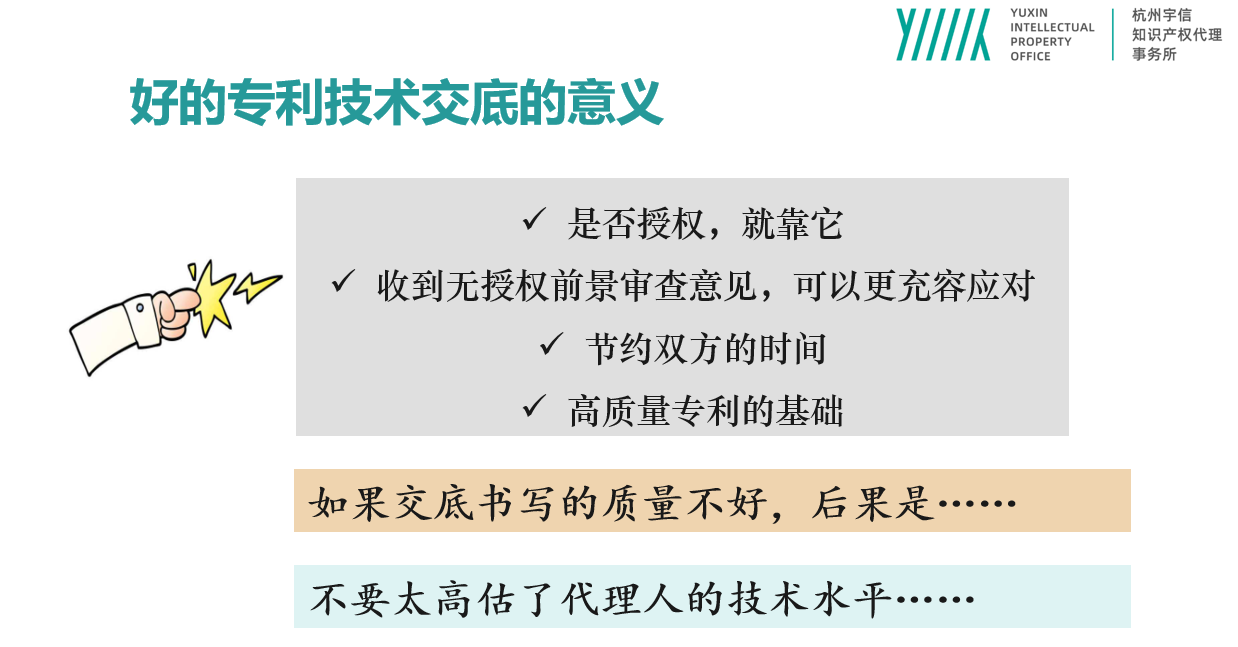 YUXIN
INTELLECTUAL
PROPERTY
OFFICE
杭州宇信
知识产权代理
事务所
好的专利技术交底的意义
✓ 是否授权，就靠它
✓ 收到无授权前景审查意见，可以更充容应对
✓ 节约双方的时间
✓ 高质量专利的基础
如果交底书写的质量不好，后果是……
不要太高估了代理人的技术水平……